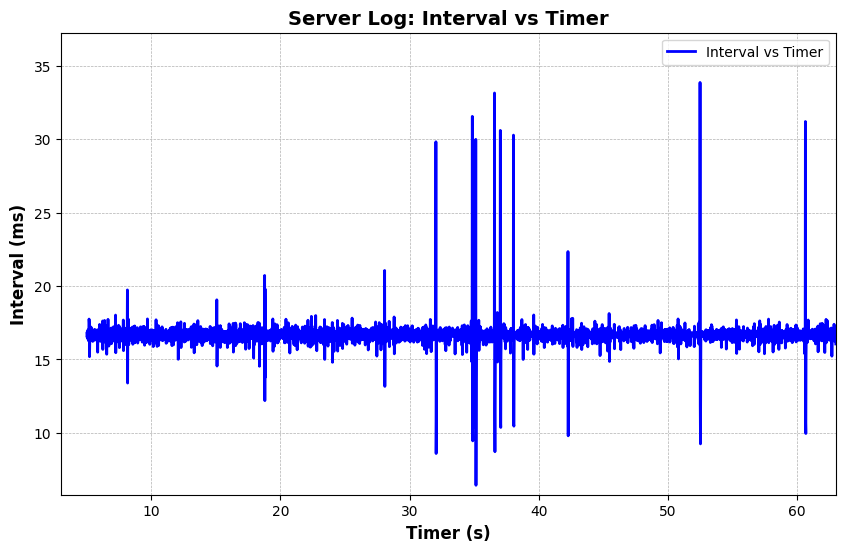 Server Log: Interval vs Timer
Interval vs Timer
35
30
25
20
15
10
Interval (ms)
10 20 30 40 50 60
Timer (s)